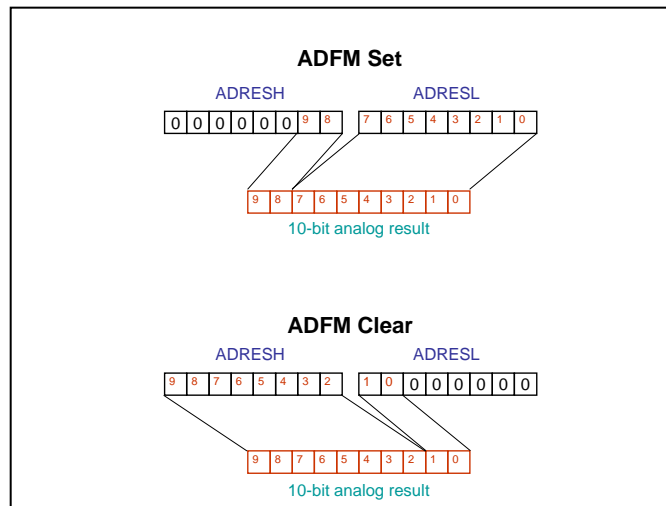 ADFM Set
ADRESH ADRESL
0 0 0 0 0 0 9 8 7 6 5 4 3 2 1 0
9 8 7 6 5 4 3 2 1 0
10-bit analog result
ADFM Clear
ADRESH ADRESL
9 8 7 6 5 4 3 2 1 0 0 0 0 0 0 0
9 8 7 6 5 4 3 2 1 0
10-bit analog result